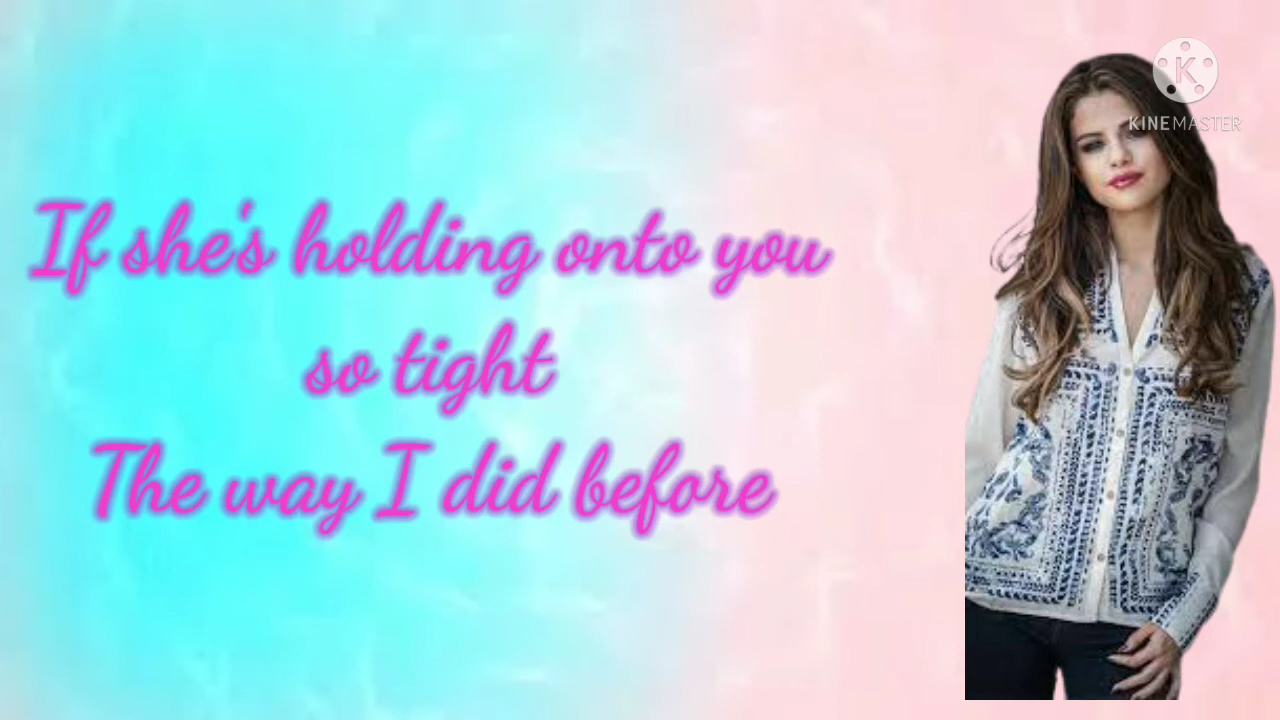 K
KINEMASTER
If she's holding onto you
so tight
The way I did before